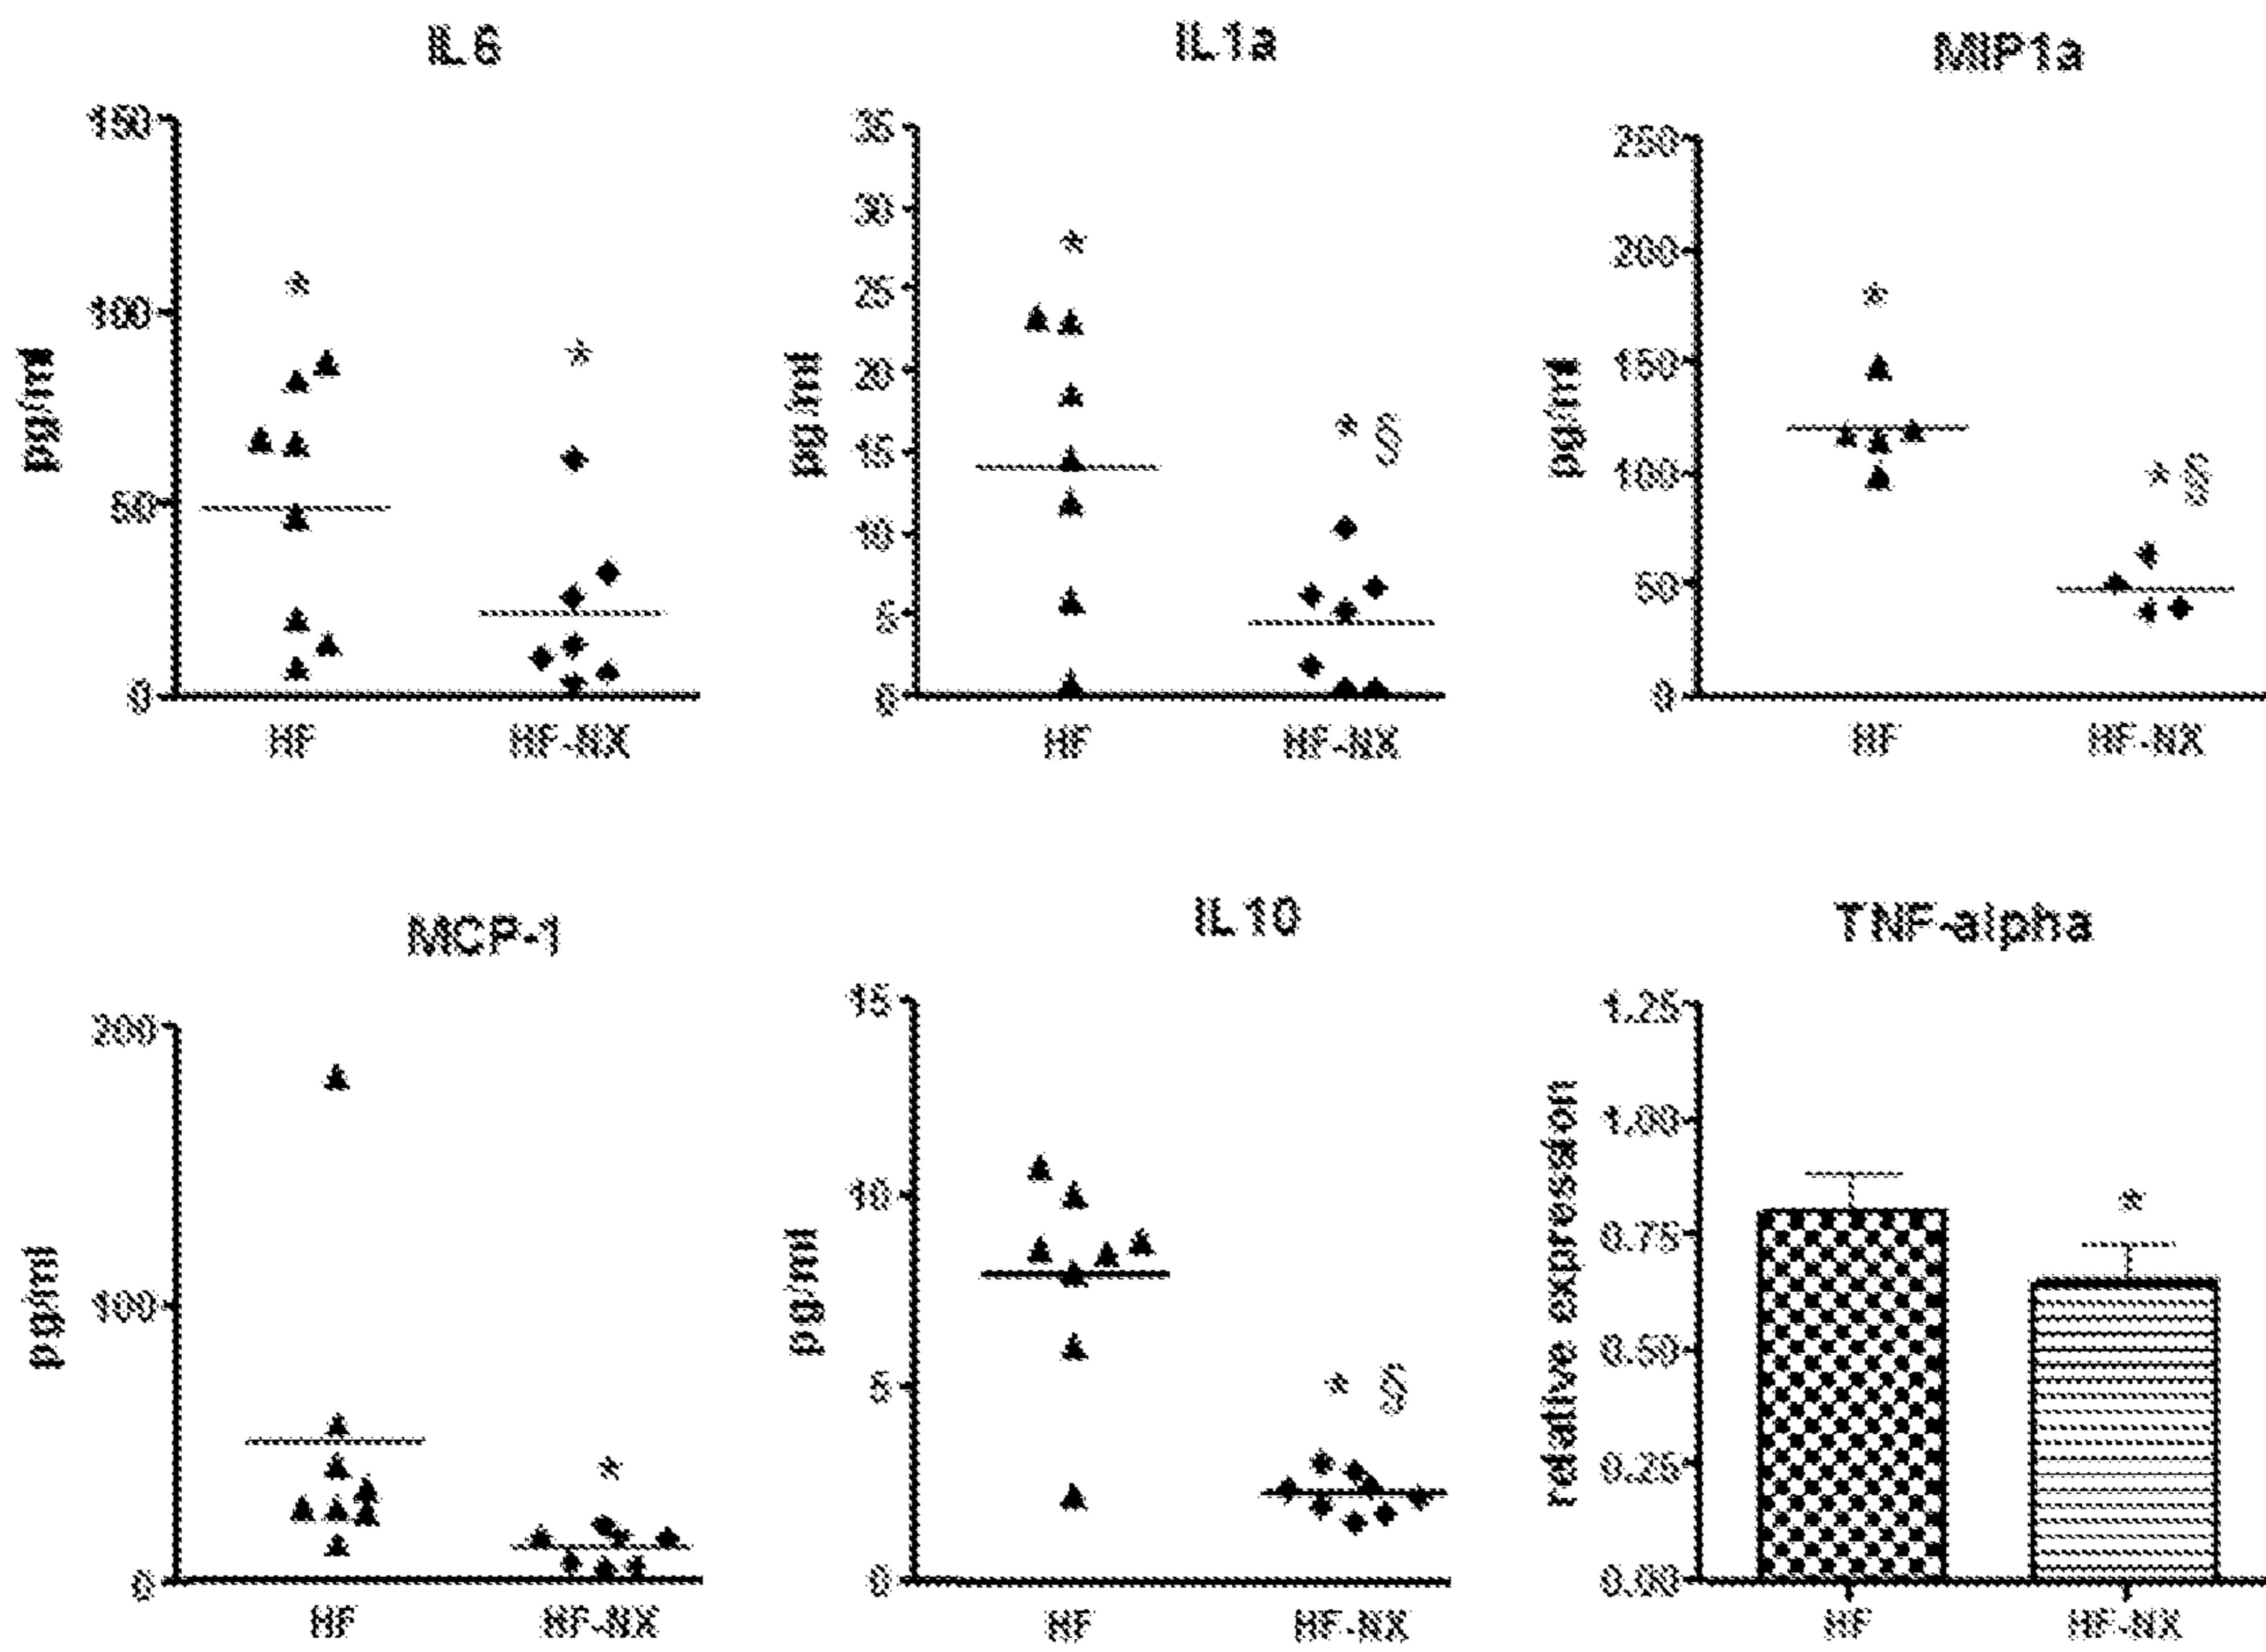 IL6
pg/ml
150
100
50
0
*
*
HF
HF-NX
IL1a
pg/ml
35
30
25
20
15
10
5
0
*
* §
HF
HF-NX
MIP1a
pg/ml
250
200
150
100
50
0
*
* §
HF
HF-NX
MCP-1
pg/ml
200
100
0
*
HF
HF-NX
IL10
pg/ml
15
10
5
0
* §
HF
HF-NX
TNF-alpha
relative expression
1.25
1.00
0.75
0.50
0.25
0.00
*
HF
HF-NX